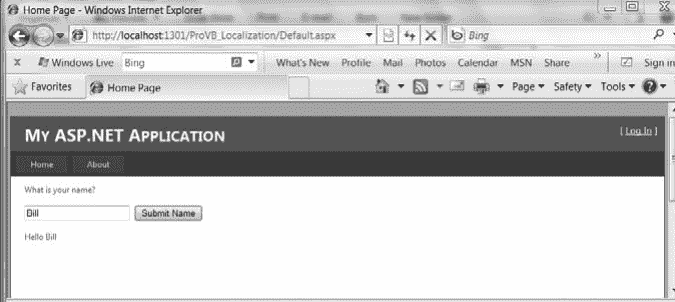 Home Page - Windows Internet Explorer
http://localhost:1301/ProVB_Localization/Default.aspx
Bing
x Windows Live Bing What's New Profile Mail Photos Calendar MSN Share » Sign in
Favorites Home Page Page Safety Tools
MY ASP.NET APPLICATION
[ Log In ]
Home About
What is your name?
Bill Submit Name
Hello Bill